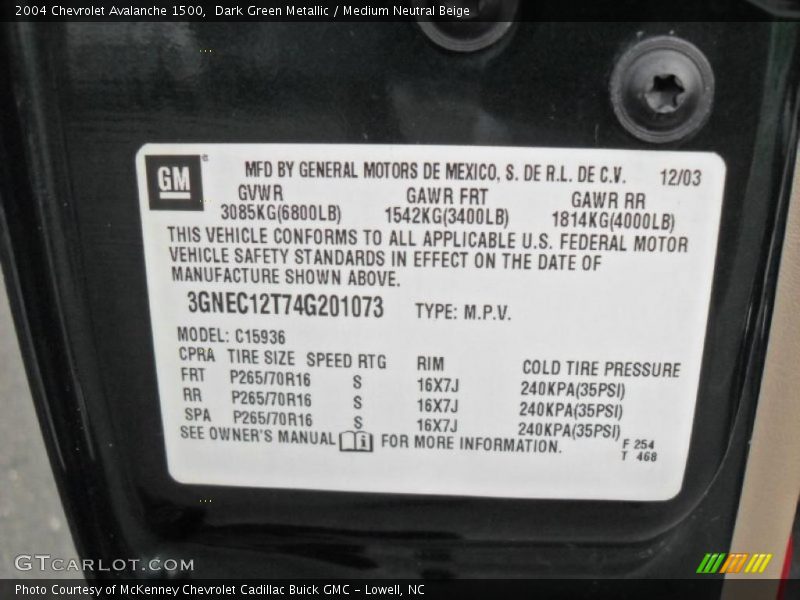 2004 Chevrolet Avalanche 1500,  Dark Green Metallic / Medium Neutral Beige
GM
MFD BY GENERAL MOTORS DE MEXICO, S. DE R.L. DE C.V. 12/03
GVWR GAWR FRT GAWR RR
3085KG(6800LB) 1542KG(3400LB) 1814KG(4000LB)
THIS VEHICLE CONFORMS TO ALL APPLICABLE U.S. FEDERAL MOTOR
VEHICLE SAFETY STANDARDS IN EFFECT ON THE DATE OF
MANUFACTURE SHOWN ABOVE.
3GNEC12T74G201073 TYPE: M.P.V.
MODEL: C15936
CPRA TIRE SIZE SPEED RTG RIM COLD TIRE PRESSURE
FRT P265/70R16 S 16X7J 240KPA(35PSI)
RR P265/70R16 S 16X7J 240KPA(35PSI)
SPA P265/70R16 S 16X7J 240KPA(35PSI)
SEE OWNER'S MANUAL FOR MORE INFORMATION.
F 254
T 468
GTCARLOT.COM
Photo Courtesy of McKenney Chevrolet Cadillac Buick GMC - Lowell, NC